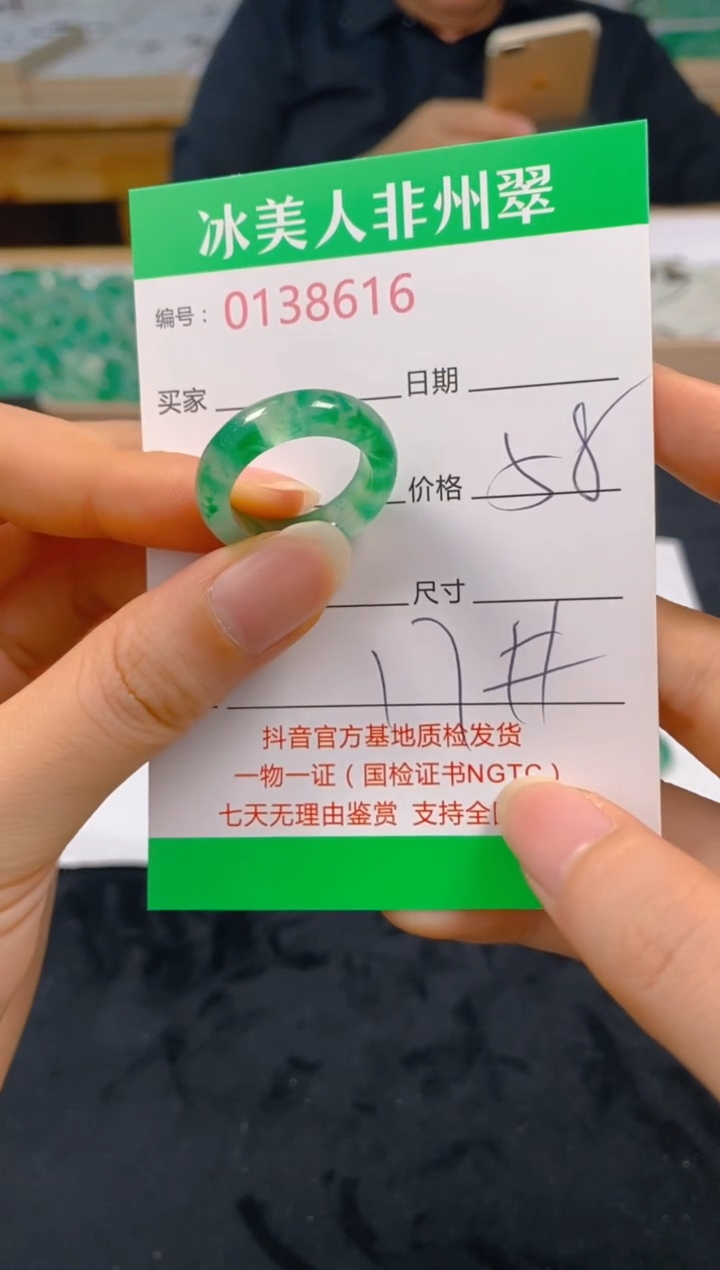 冰美人非州翠
编号： 0138616
买家 日期
价格 58
尺寸
17#
抖音官方基地质检发货
一物一证（国检证书NGTC）
七天无理由鉴赏 支持全